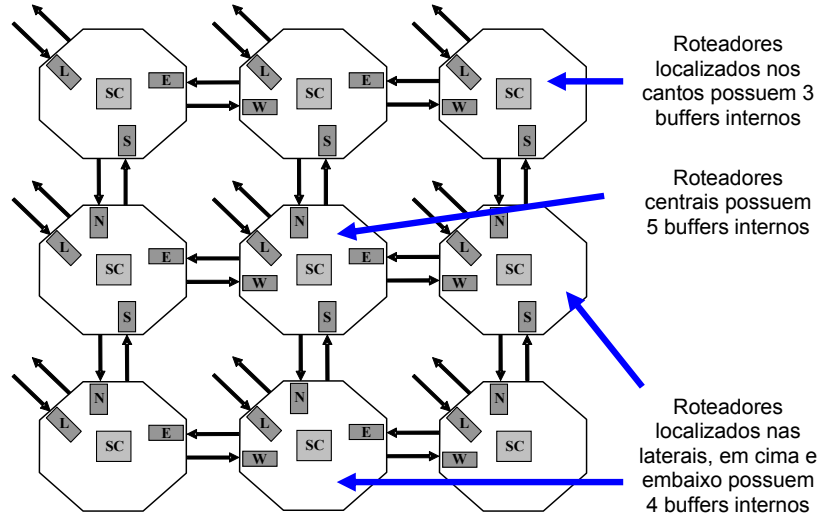 L
E
SC
S
L
E
SC
W
S
L
SC
W
S
Roteadores
localizados nos
cantos possuem 3
buffers internos
N
L
E
SC
S
N
L
E
SC
W
S
N
L
SC
W
S
Roteadores
centrais possuem
5 buffers internos
N
L
E
SC
N
L
E
SC
W
N
L
SC
W
Roteadores
localizados nas
laterais, em cima e
embaixo possuem
4 buffers internos